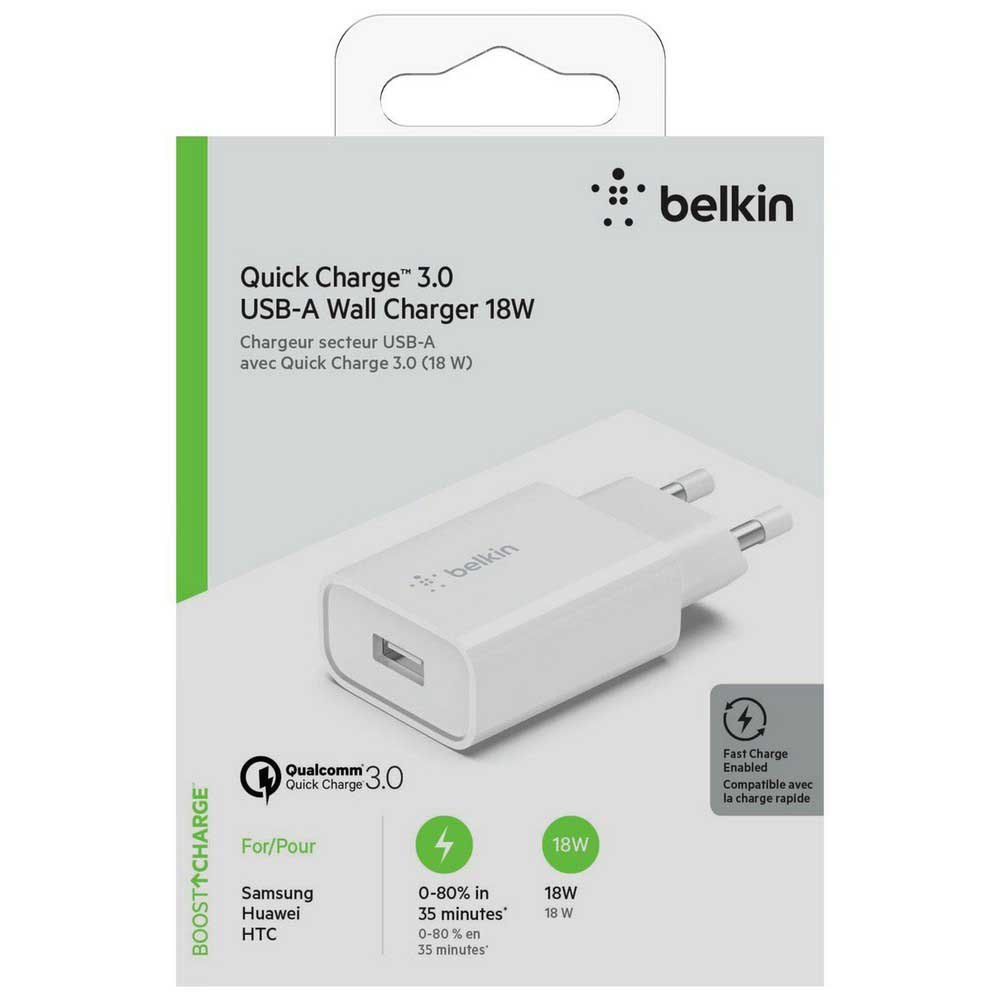 belkin
Quick Charge™ 3.0
USB-A Wall Charger 18W
Chargeur secteur USB-A
avec Quick Charge 3.0 (18 W)
belkin
Fast Charge
Enabled
Compatible avec
la charge rapide
Qualcomm®
Quick Charge™ 3.0
BOOST↑CHARGE™
For/Pour
Samsung
Huawei
HTC
0-80% in
35 minutes*
0-80 % en
35 minutes*
18W
18W
18 W